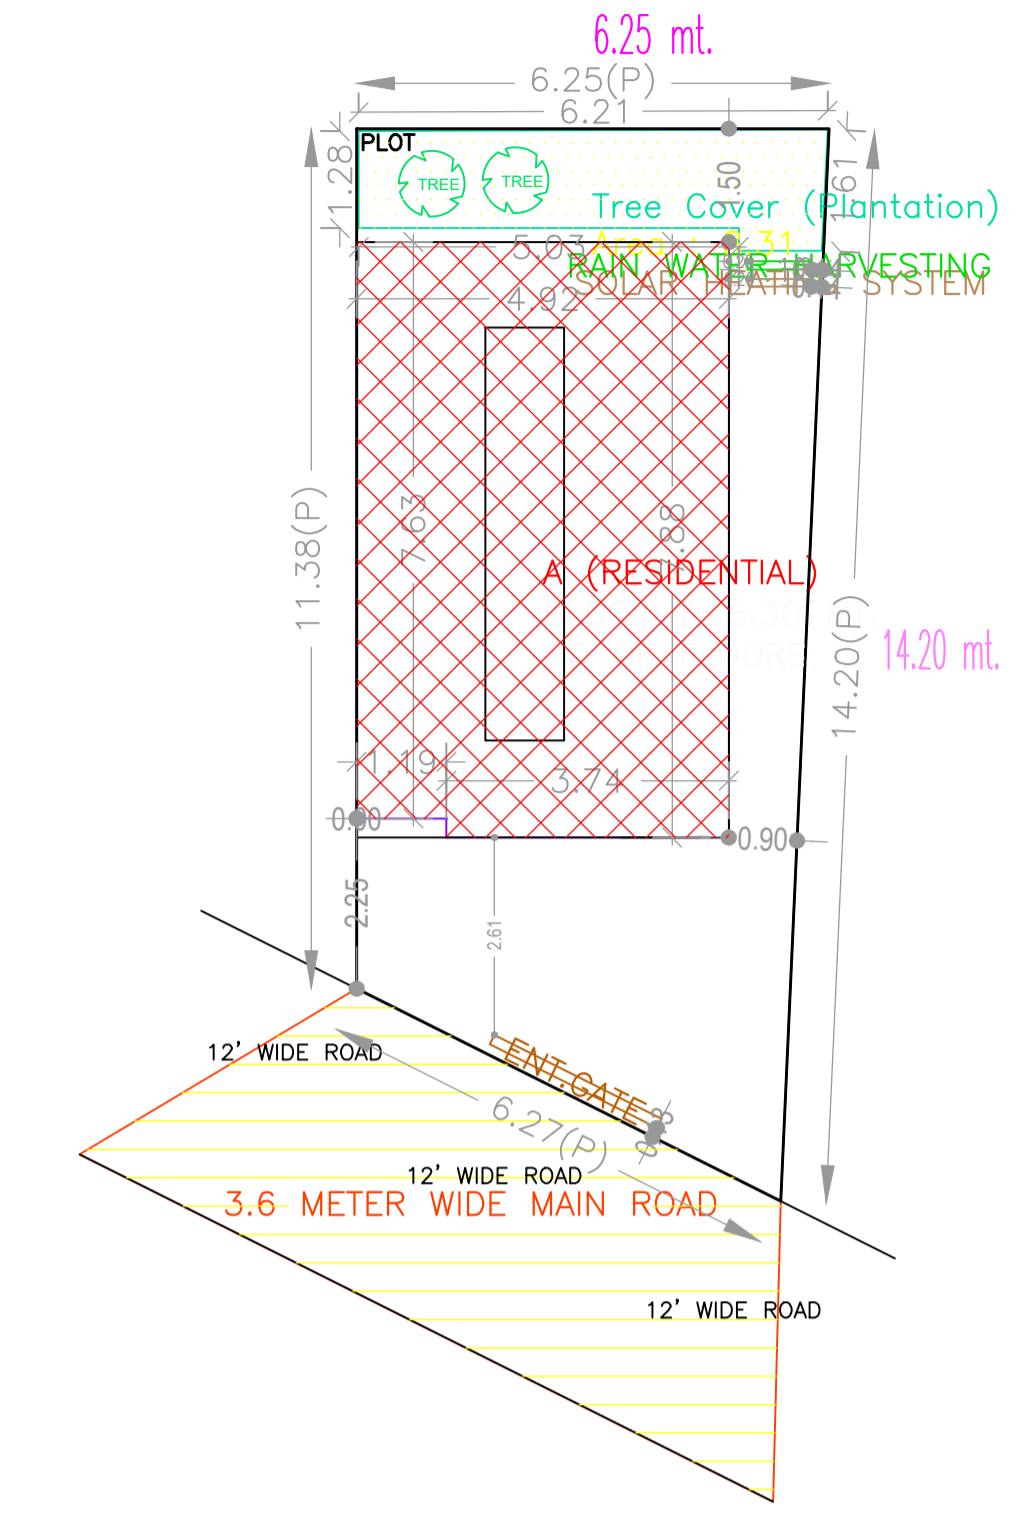 6.25 mt.
6.25(P)
6.21
PLOT
1.28
TREE
TREE
1.50
1.61
Tree Cover (Plantation)
5.03
RAIN WATER HARVESTING
SOLAR HEATING SYSTEM
4.92
11.38(P)
7.63
7.88
A (RESIDENTIAL)
14.20(P)
14.20 mt.
1.19
3.74
0.90
2.25
2.61
ENT.GATE
12' WIDE ROAD
6.27(P)
12' WIDE ROAD
3.6 METER WIDE MAIN ROAD
12' WIDE ROAD